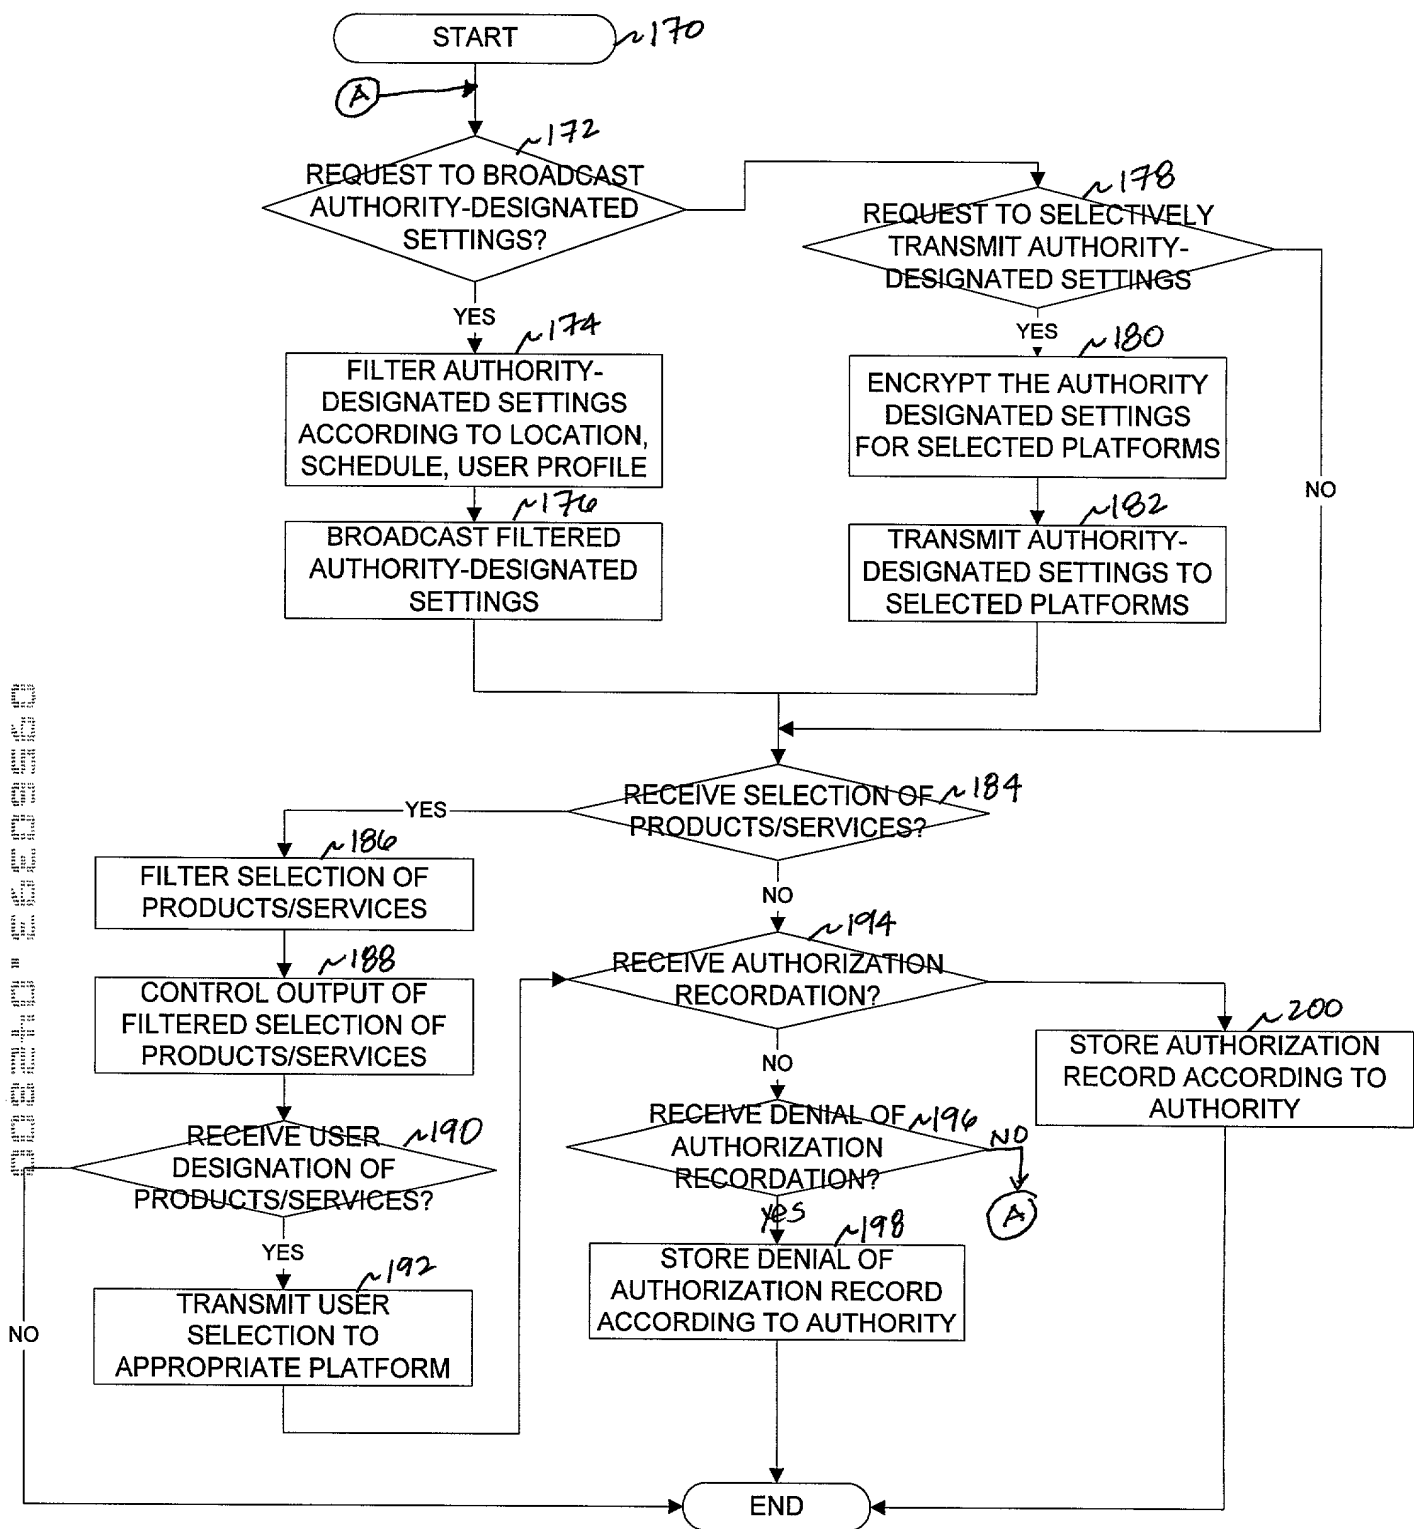 START
~170
A
~172
REQUEST TO BROADCAST
AUTHORITY-DESIGNATED
SETTINGS?
~178
REQUEST TO SELECTIVELY
TRANSMIT AUTHORITY-
DESIGNATED SETTINGS
YES
YES
NO
~174
FILTER AUTHORITY-
DESIGNATED SETTINGS
ACCORDING TO LOCATION,
SCHEDULE, USER PROFILE
~180
ENCRYPT THE AUTHORITY
DESIGNATED SETTINGS
FOR SELECTED PLATFORMS
~176
BROADCAST FILTERED
AUTHORITY-DESIGNATED
SETTINGS
~182
TRANSMIT AUTHORITY-
DESIGNATED SETTINGS TO
SELECTED PLATFORMS
~184
RECEIVE SELECTION OF
PRODUCTS/SERVICES?
YES
NO
~186
FILTER SELECTION OF
PRODUCTS/SERVICES
~188
CONTROL OUTPUT OF
FILTERED SELECTION OF
PRODUCTS/SERVICES
~190
RECEIVE USER
DESIGNATION OF
PRODUCTS/SERVICES?
YES
NO
~192
TRANSMIT USER
SELECTION TO
APPROPRIATE PLATFORM
~194
RECEIVE AUTHORIZATION
RECORDATION?
NO
~200
STORE AUTHORIZATION
RECORD ACCORDING TO
AUTHORITY
~196
RECEIVE DENIAL OF
AUTHORIZATION
RECORDATION?
NO
A
yes
~198
STORE DENIAL OF
AUTHORIZATION RECORD
ACCORDING TO AUTHORITY
END